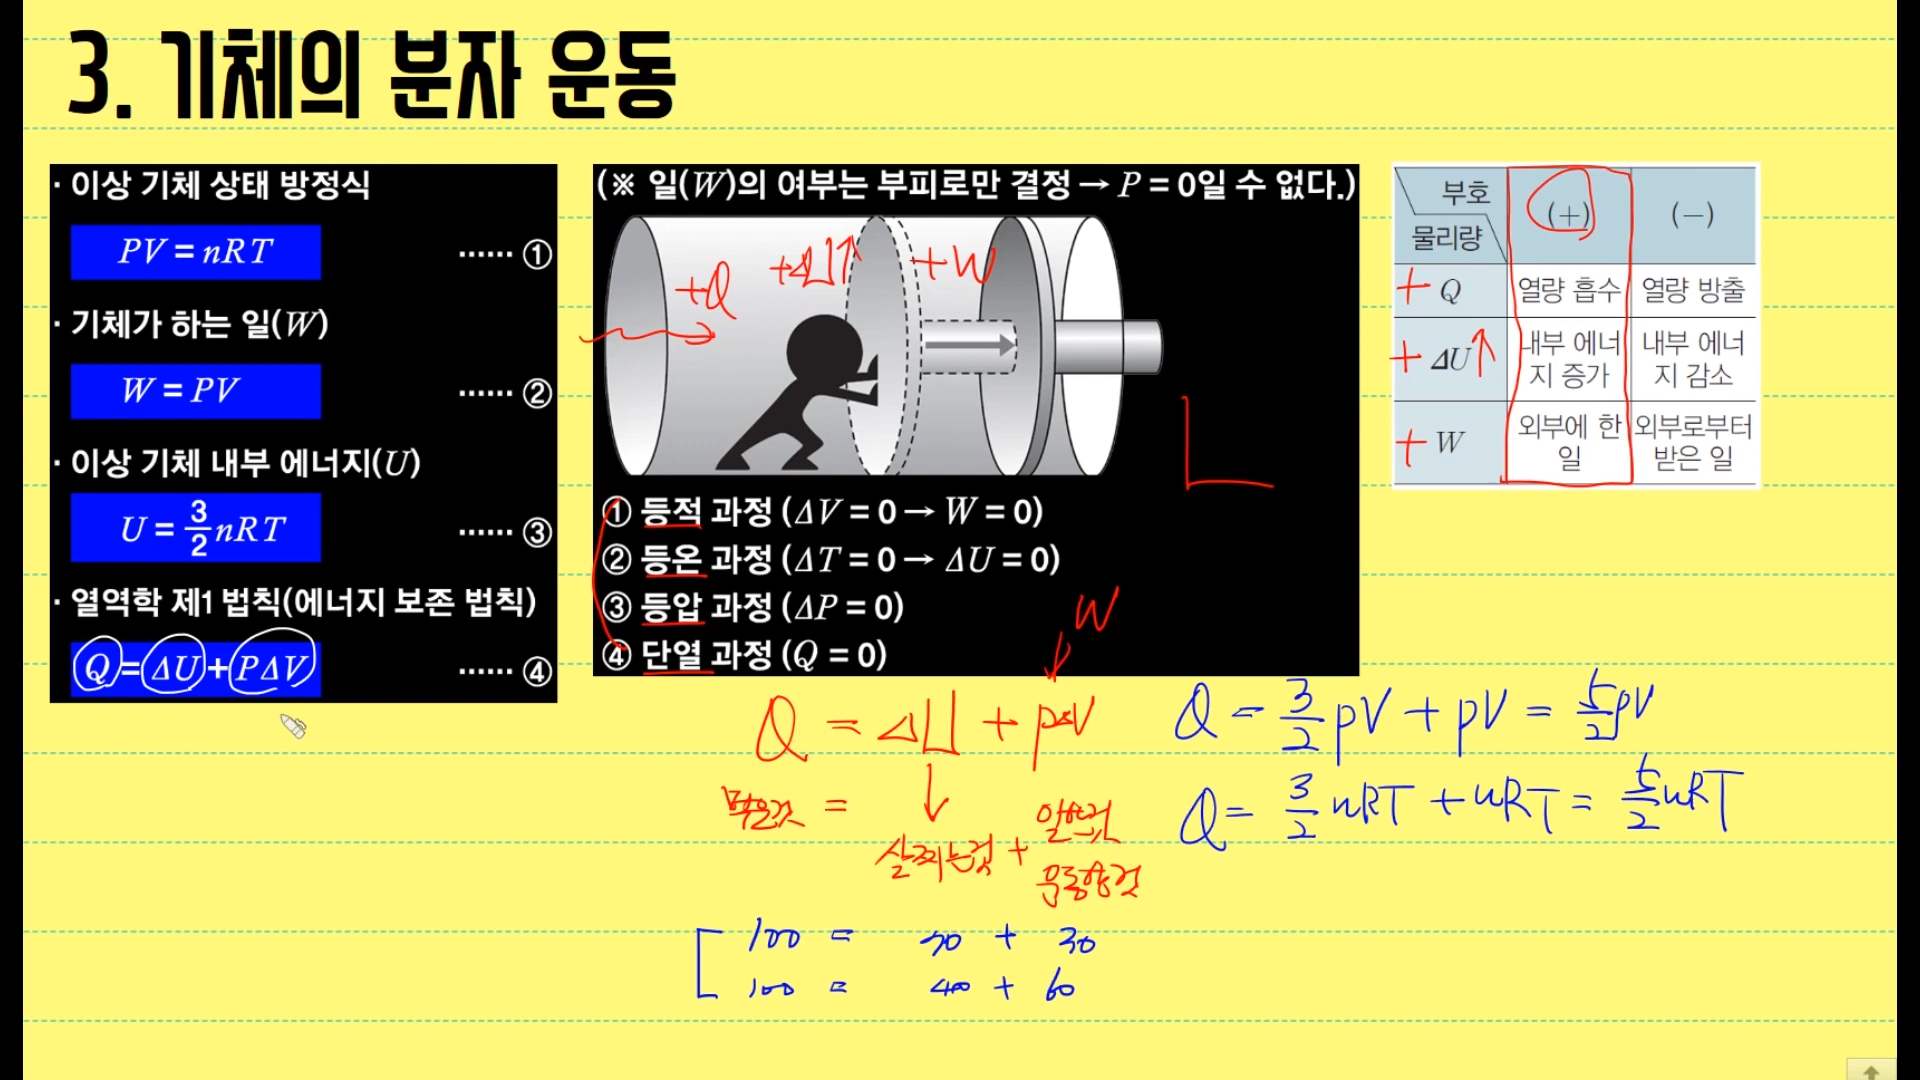 3. 기체의 분자 운동
· 이상 기체 상태 방정식
PV = nRT ······ ①
· 기체가 하는 일(W)
W = PV ······ ②
· 이상 기체 내부 에너지(U)
U = 3/2 nRT ······ ③
· 열역학 제1 법칙(에너지 보존 법칙)
Q = ΔU + PΔV ······ ④
(※ 일(W)의 여부는 부피로만 결정 → P = 0일 수 없다.)
+Q +ΔU↑ +W
① 등적 과정 (ΔV = 0 → W = 0)
② 등온 과정 (ΔT = 0 → ΔU = 0)
③ 등압 과정 (ΔP = 0)
④ 단열 과정 (Q = 0)
W
부호 물리량 (+) (−)
+ Q 열량 흡수 열량 방출
+ ΔU↑ 내부 에너지 증가 내부 에너지 감소
+ W 외부에 한 일 외부로부터 받은 일
Q = ΔU + PΔV
먹은것 =
살찌는것 +
운동한것
100 = 70 + 30
100 = 40 + 60
Q = 3/2 PV + PV = 5/2 PV
Q = 3/2 nRT + nRT = 5/2 nRT